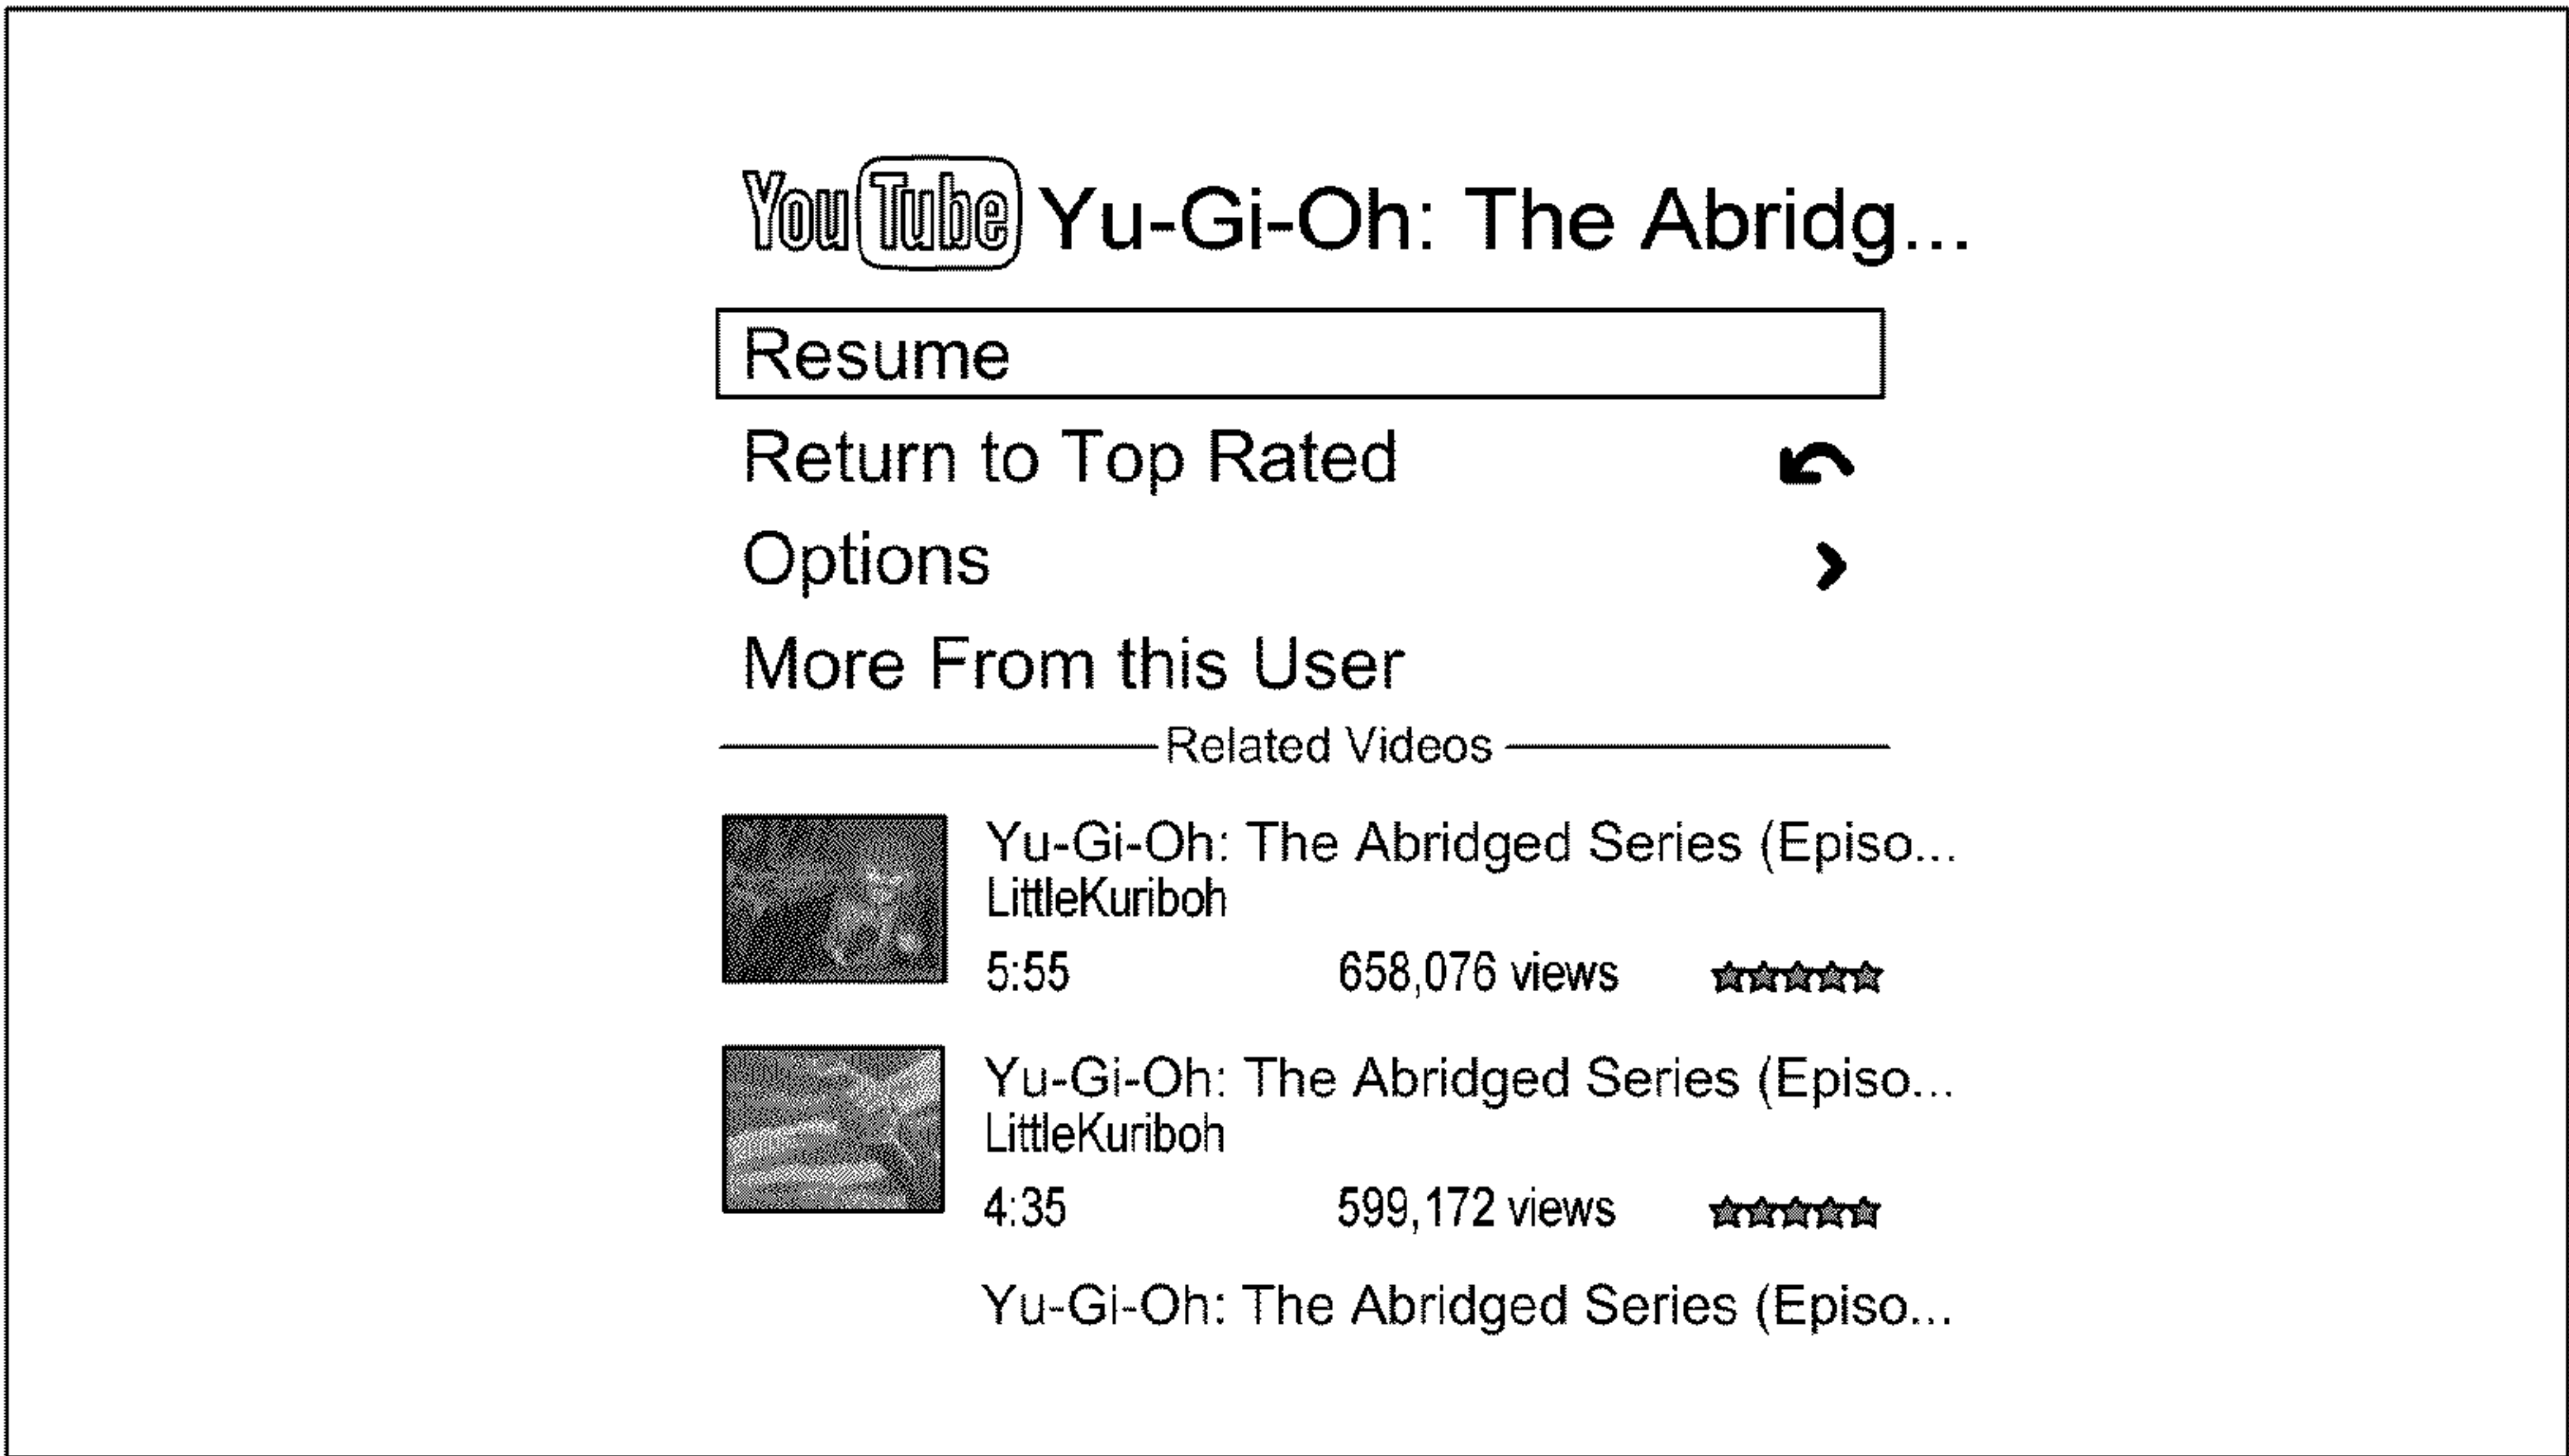 YouTube Yu-Gi-Oh: The Abridg...
Resume
Return to Top Rated
Options
More From this User
Related Videos
Yu-Gi-Oh: The Abridged Series (Episo...
LittleKuriboh
5:55 658,076 views
Yu-Gi-Oh: The Abridged Series (Episo...
LittleKuriboh
4:35 599,172 views
Yu-Gi-Oh: The Abridged Series (Episo...